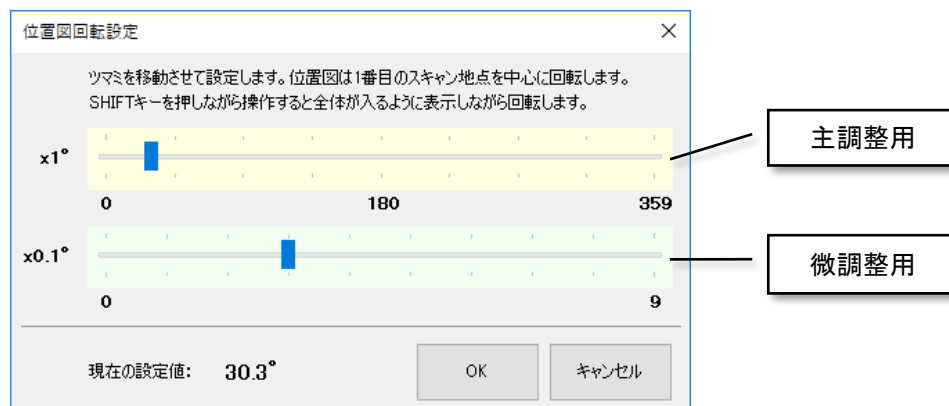 位置図回転設定
ツマミを移動させて設定します。位置図は1番目のスキャン地点を中心に回転します。
SHIFTキーを押しながら操作すると全体が入るように表示しながら回転します。
x1°
0 180 359
主調整用
x0.1°
0 9
微調整用
現在の設定値: 30.3°
OK キャンセル